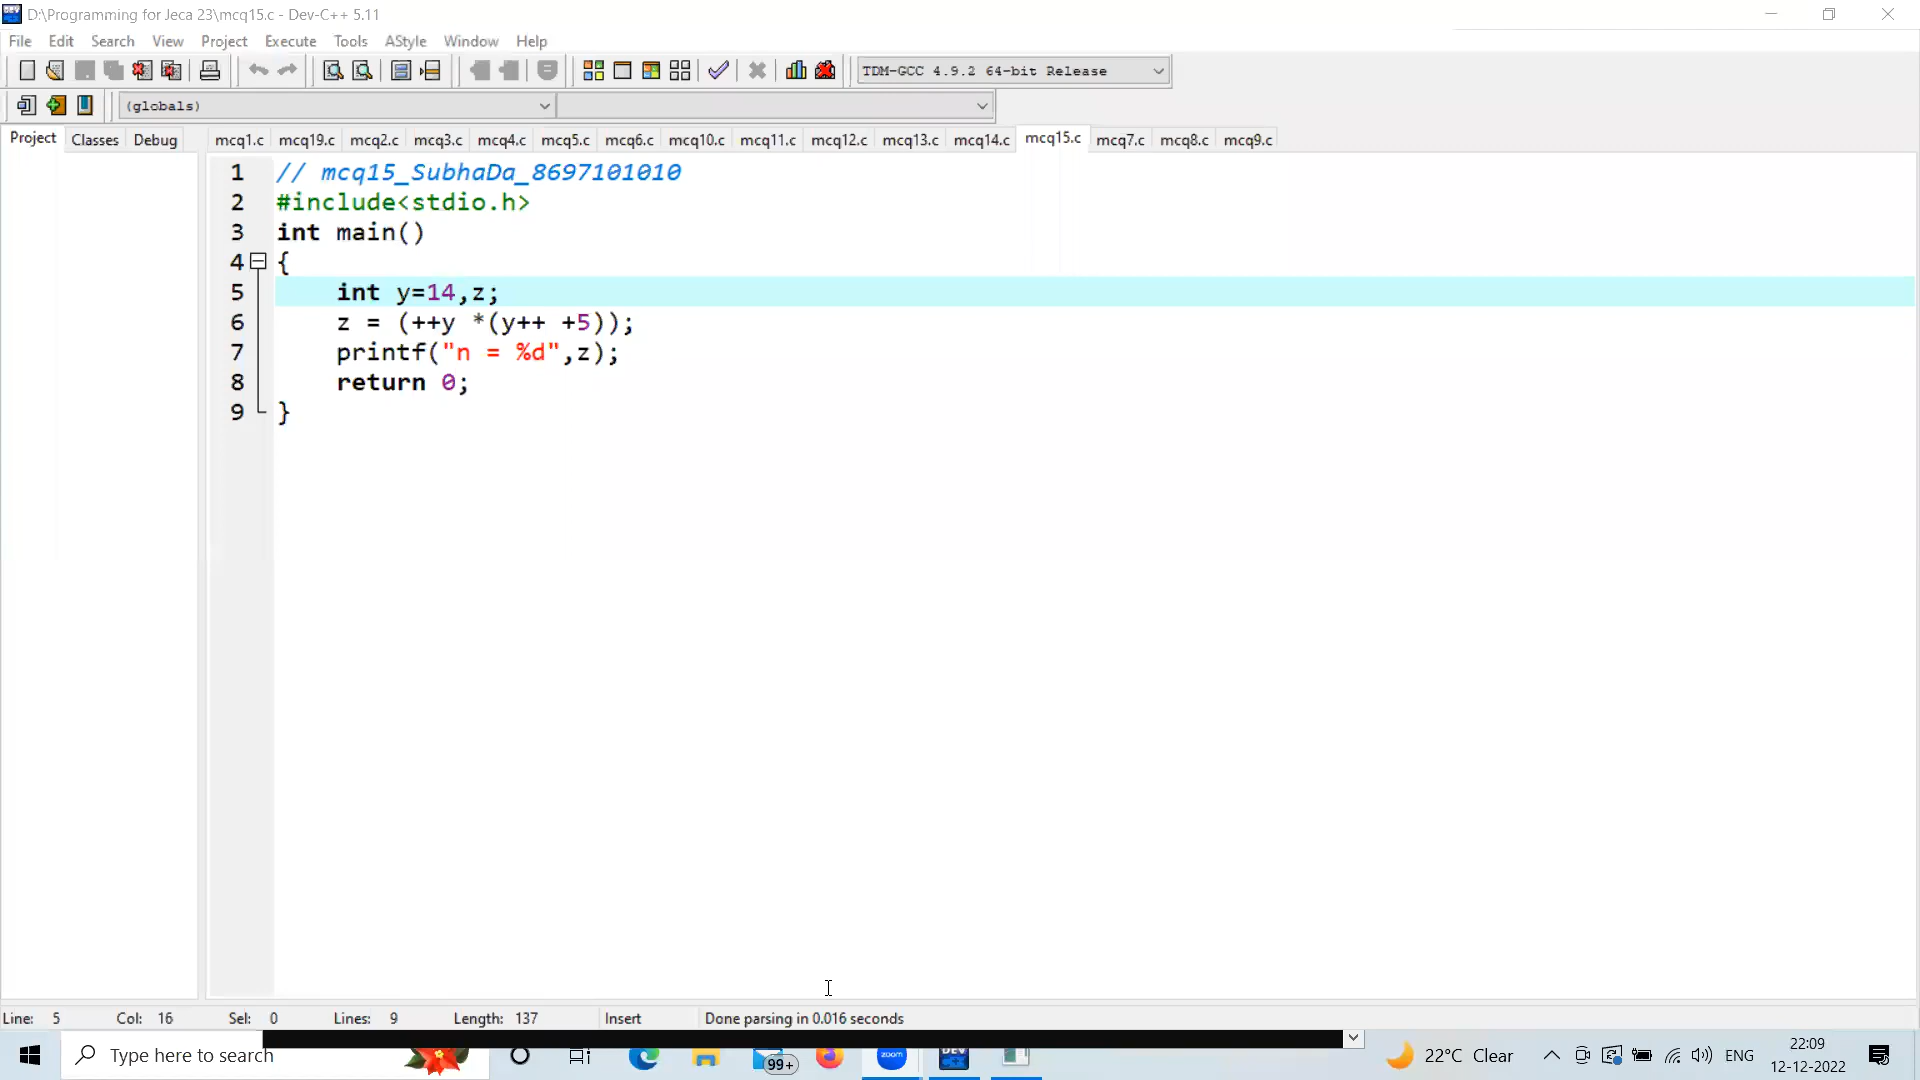 D:\Programming for Jeca 23\mcq15.c - Dev-C++ 5.11
File Edit Search View Project Execute Tools AStyle Window Help
TDM-GCC 4.9.2 64-bit Release
(globals)
Project Classes Debug mcq1.c mcq19.c mcq2.c mcq3.c mcq4.c mcq5.c mcq6.c mcq10.c mcq11.c mcq12.c mcq13.c mcq14.c mcq15.c mcq7.c mcq8.c mcq9.c
1 // mcq15_SubhaDa_8697101010
2 #include<stdio.h>
3 int main()
4 {
5 int y=14,z;
6 z = (++y *(y++ +5));
7 printf("n = %d",z);
8 return 0;
9 }
Line: 5 Col: 16 Sel: 0 Lines: 9 Length: 137 Insert Done parsing in 0.016 seconds
Type here to search 99+ zoom DEV 22°C Clear ENG 22:09
12-12-2022